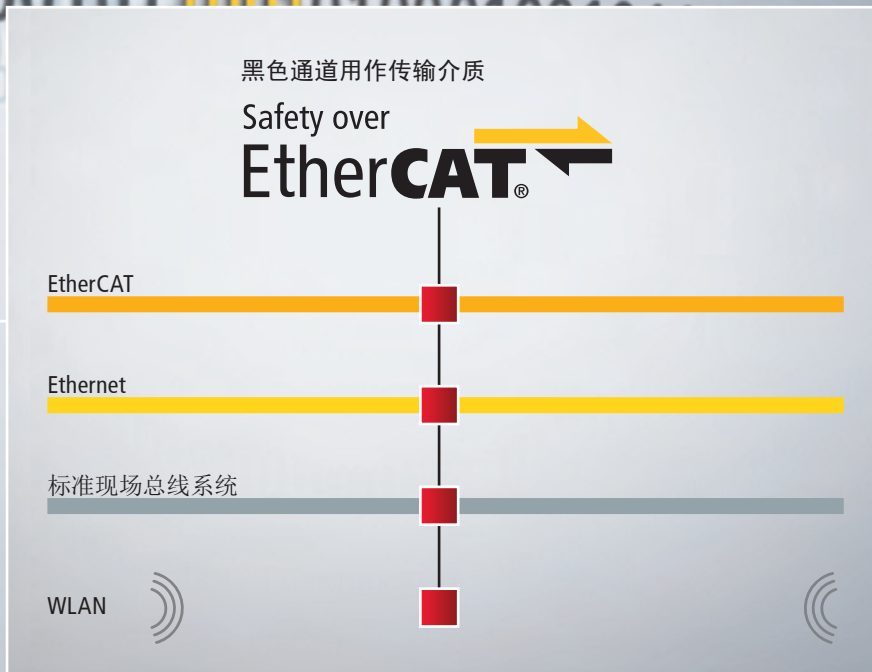 黑色通道用作传输介质
Safety over
EtherCAT®
EtherCAT
Ethernet
标准现场总线系统
WLAN